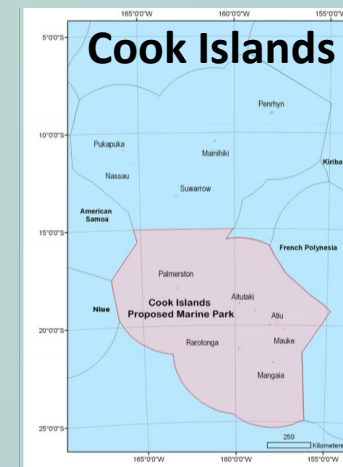 Cook Islands
165°0'0"W
160°0'0"W
155°0'0"W
5°0'0"S
Penrhyn
10°0'0"S
Pukapuka
Mainihiki
Kiriba
Nassau
Suwarrow
American
Samoa
15°0'0"S
French Polynesia
Palmerston
Cook Islands
Proposed Marine Park
Aitutaki
Niue
Atiu
20°0'0"S
Rarotonga
Mauke
Mangaia
25°0'0"S
250
Kilometers
165°0'0"W
160°0'0"W
155°0'0"W